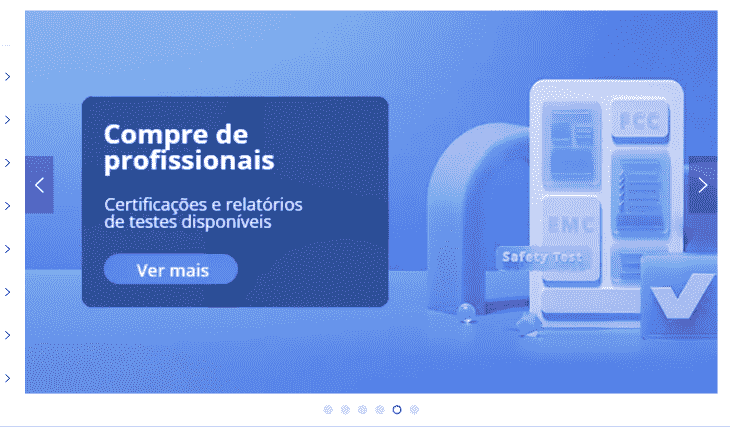 Compre de
profissionais
Certificações e relatórios
de testes disponíveis
Ver mais
FCC
EMC
Safety Test